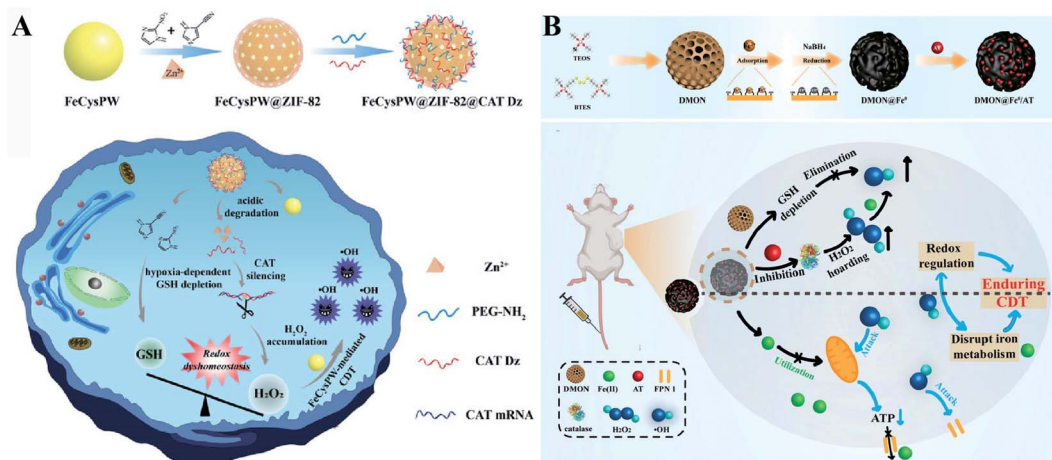 A
NO₂
N
Zn²⁺
FeCysPW
FeCysPW@ZIF-82
FeCysPW@ZIF-82@CAT Dz
acidic
degradation
CAT
silencing
hypoxia-dependent
GSH depletion
H₂O₂
accumulation
•OH
•OH
•OH
FeCysPW-mediated
CDT
GSH
Redox
dyshomeostasis
H₂O₂
Zn²⁺
PEG-NH₂
CAT Dz
CAT mRNA
B
TEOS
BTES
DMON
Adsorption
NaBH₄
Reduction
DMON@Fe⁰
AT
DMON@Fe⁰/AT
GSH
depletion
Elimination
Inhibition
H₂O₂
hoarding
Redox
regulation
Enduring
CDT
Disrupt iron
metabolism
Utilization
Attack
Attack
ATP
DMON
Fe(II)
AT
FPN 1
catalase
H₂O₂
•OH